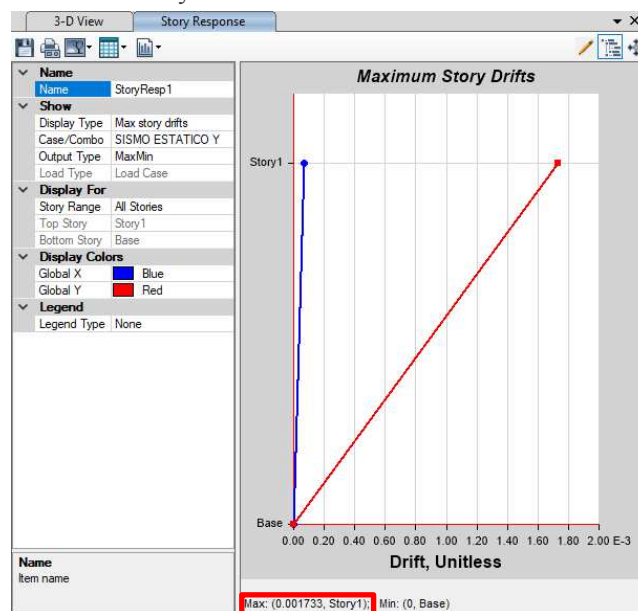 3-D View
Story Response
Name
Name StoryResp1
Show
Display Type Max story drifts
Case/Combo SISMO ESTATICO Y
Output Type MaxMin
Load Type Load Case
Display For
Story Range All Stories
Top Story Story1
Bottom Story Base
Display Colors
Global X Blue
Global Y Red
Legend
Legend Type None
Name
Item name
Maximum Story Drifts
Story1
Base
0.00 0.20 0.40 0.60 0.80 1.00 1.20 1.40 1.60 1.80 2.00 E-3
Drift, Unitless
Max: (0.001733, Story1); Min: (0, Base)